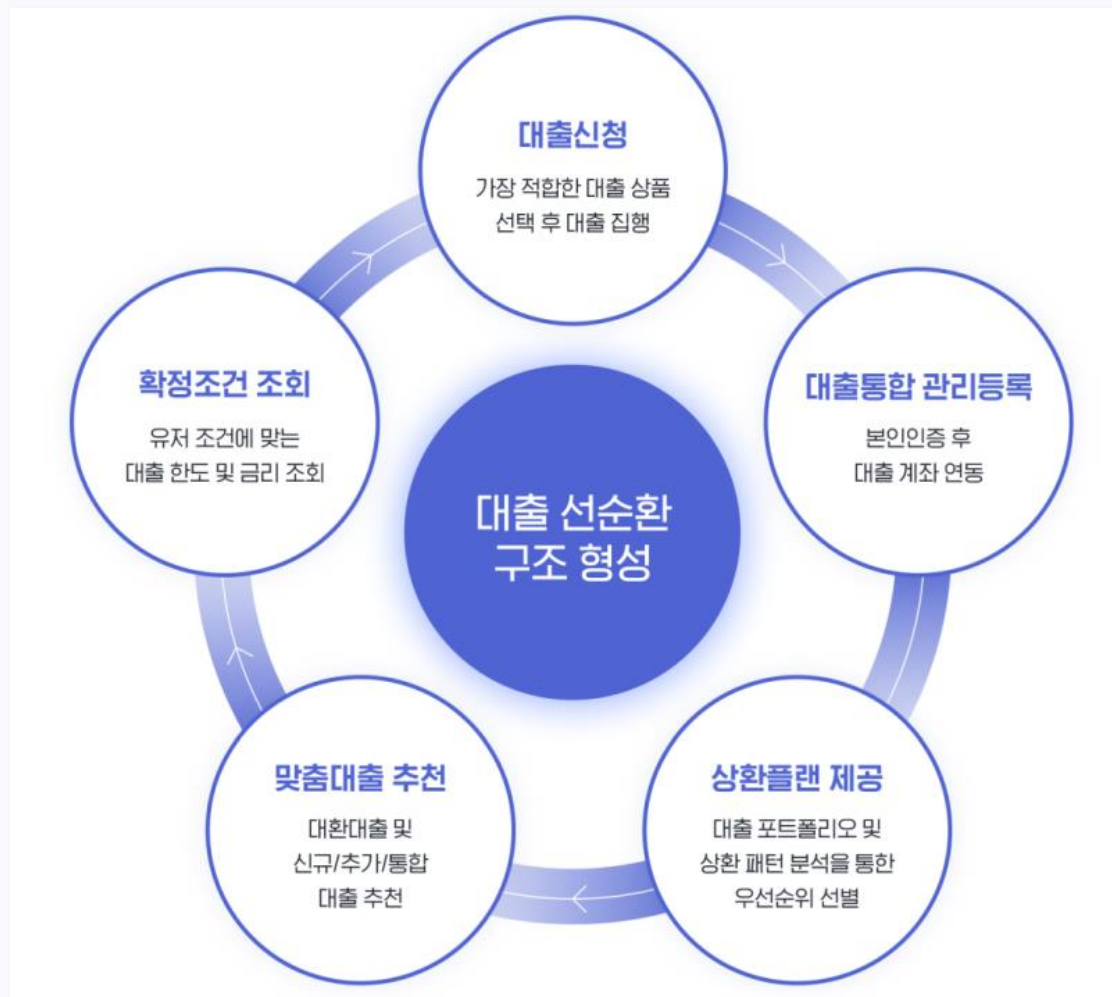 대출신청
가장 적합한 대출 상품
선택 후 대출 집행
확정조건 조회
유저 조건에 맞는
대출 한도 및 금리 조회
대출통합 관리등록
본인인증 후
대출 계좌 연동
대출 선순환
구조 형성
맞춤대출 추천
대환대출 및
신규/추가/통합
대출 추천
상환플랜 제공
대출 포트폴리오 및
상환 패턴 분석을 통한
우선순위 선별